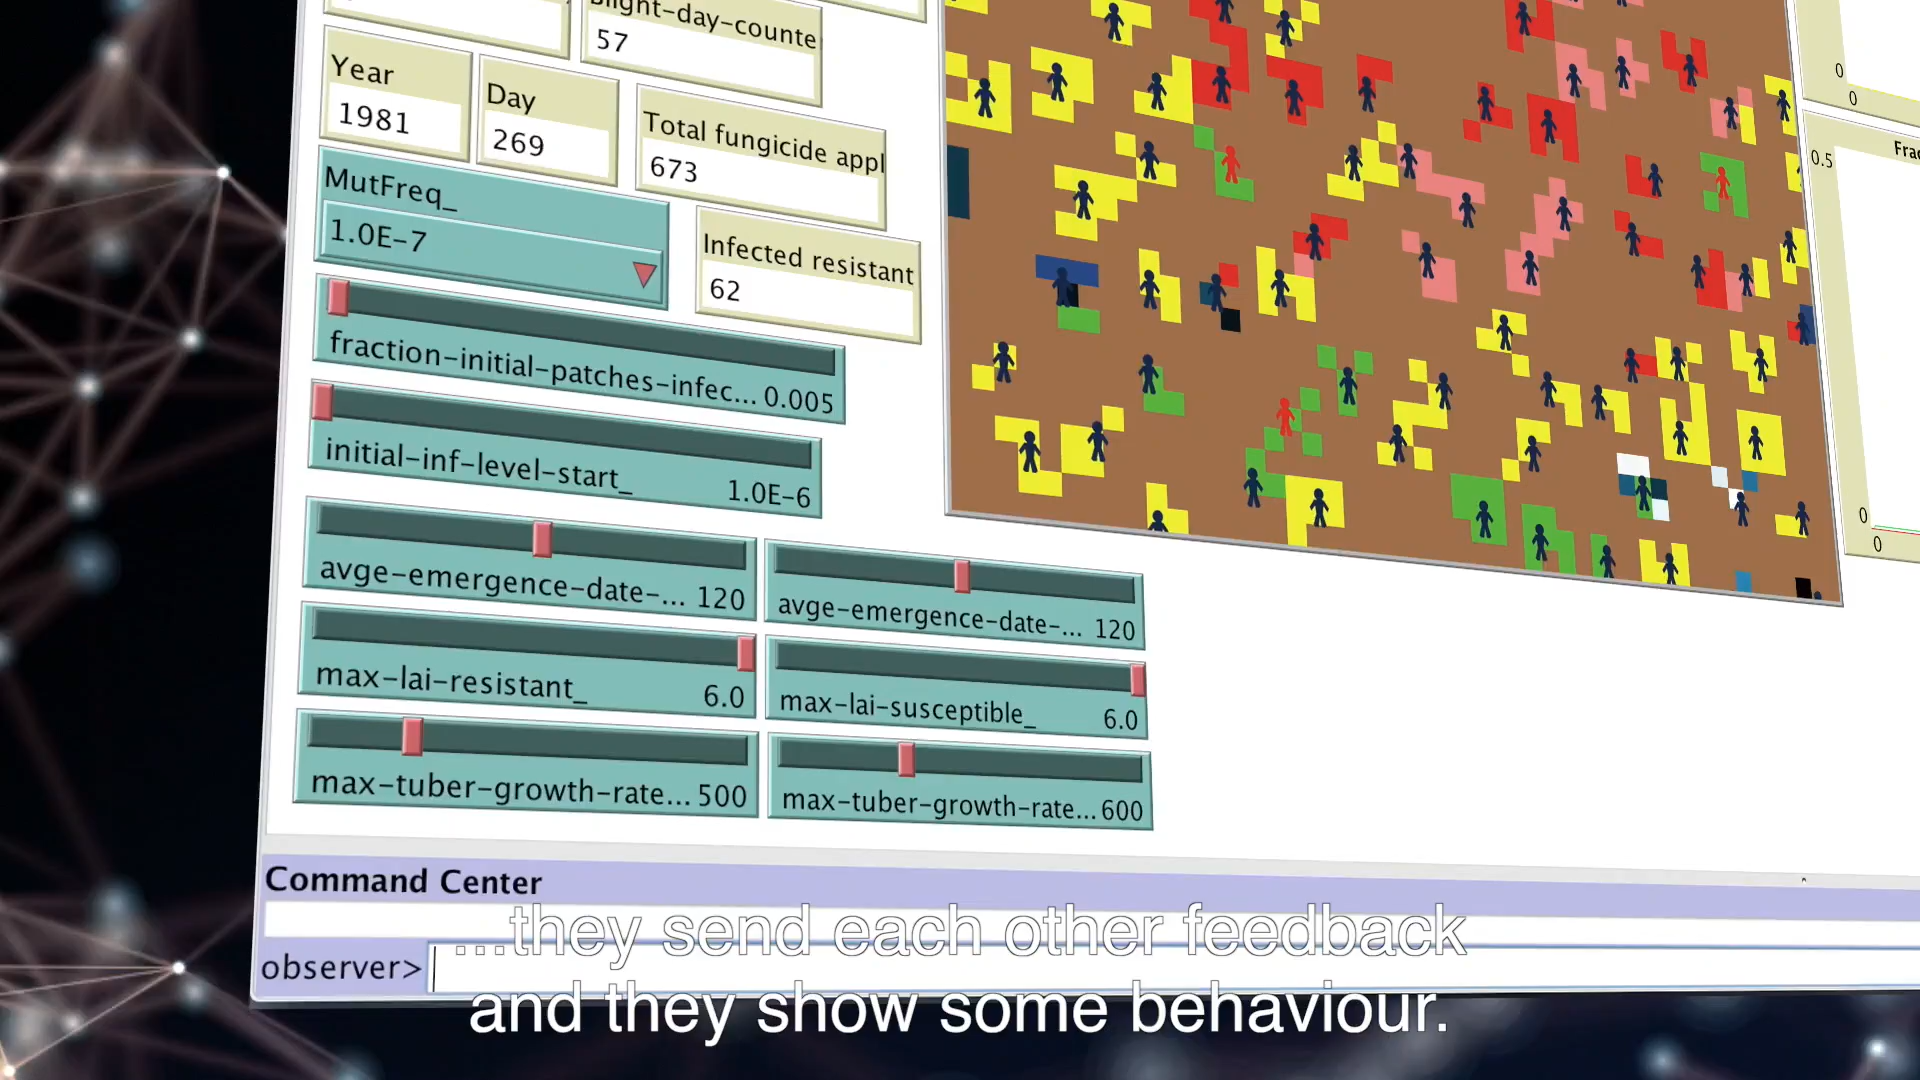 Blight-day-counte
57
Year
1981
Day
269
Total fungicide appl
673
MutFreq_
1.0E-7
Infected resistant
62
fraction-initial-patches-infec... 0.005
initial-inf-level-start_ 1.0E-6
avge-emergence-date-... 120
avge-emergence-date-... 120
max-lai-resistant_ 6.0
max-lai-susceptible_ 6.0
max-tuber-growth-rate... 500
max-tuber-growth-rate... 600
0
0
Frac
0.5
0
0
Command Center
observer>
...they send each other feedback
and they show some behaviour.